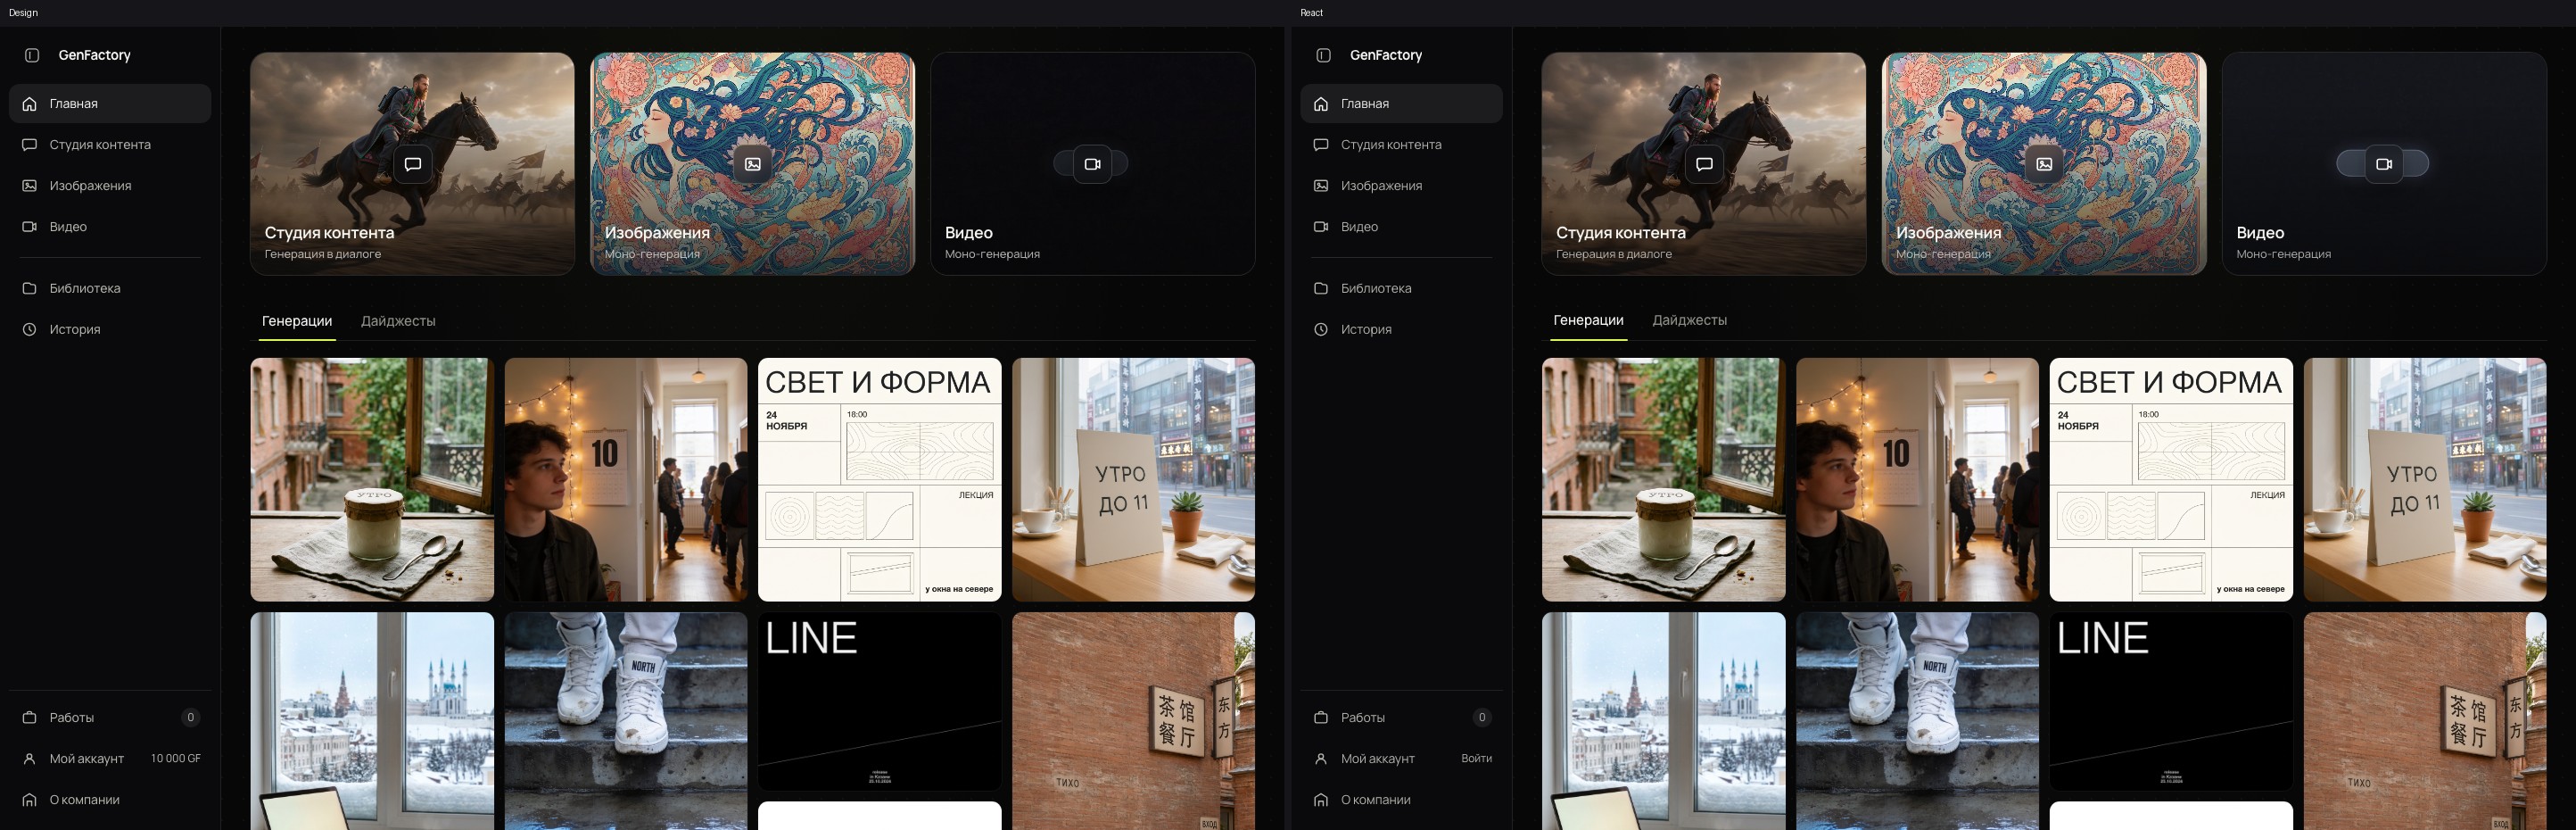 Design
GenFactory
Главная
Студия контента
Изображения
Видео
Библиотека
История
Работы
0
Мой аккаунт
10 000 GF
О компании
Студия контента
Генерация в диалоге
Изображения
Моно-генерация
Видео
Моно-генерация
Генерации
Дайджесты
УТРО
10
СВЕТ И ФОРМА
24
НОЯБРЯ
18:00
ЛЕКЦИЯ
у окна на севере
УТРО
ДО 11
NORTH
LINE
茶馆
餐厅
东方
ТИХО
ВХОД
React
GenFactory
Главная
Студия контента
Изображения
Видео
Библиотека
История
Работы
0
Мой аккаунт
Войти
О компании
Студия контента
Генерация в диалоге
Изображения
Моно-генерация
Видео
Моно-генерация
Генерации
Дайджесты
УТРО
10
СВЕТ И ФОРМА
24
НОЯБРЯ
18:00
ЛЕКЦИЯ
у окна на севере
УТРО
ДО 11
NORTH
LINE
茶馆
餐厅
东方
ТИХО
ВХОД